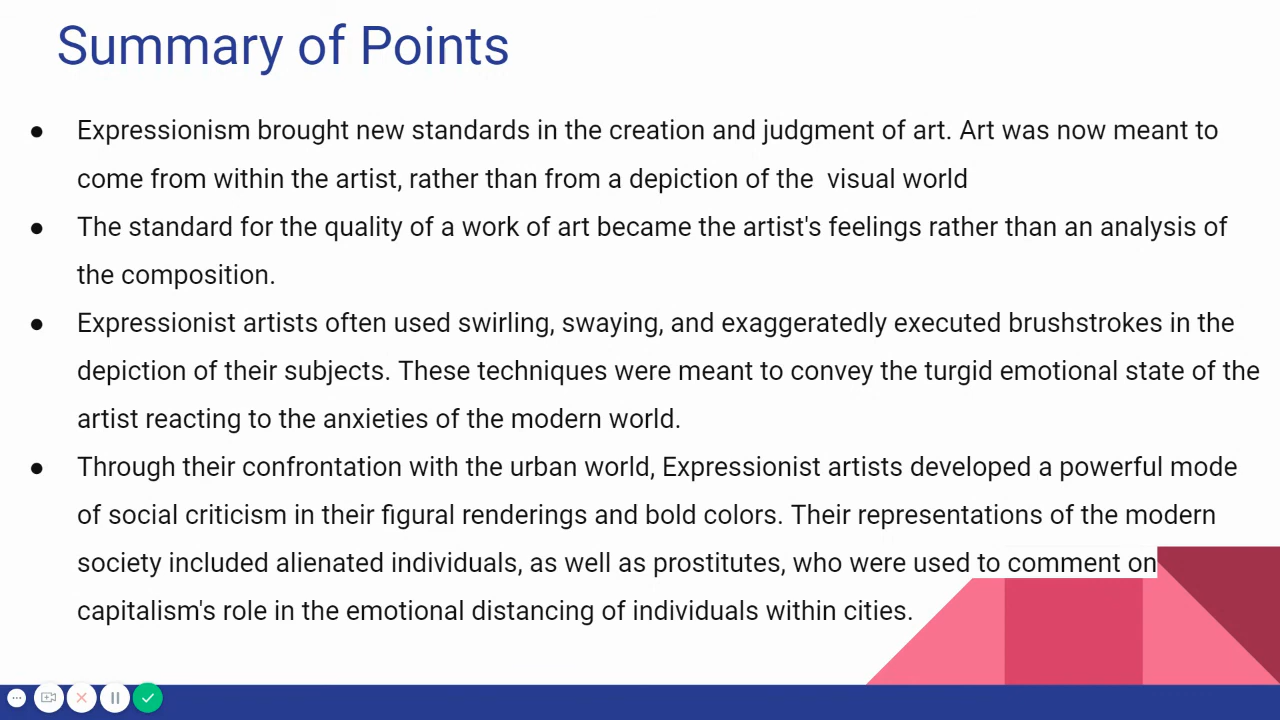 Summary of Points
● Expressionism brought new standards in the creation and judgment of art. Art was now meant to
come from within the artist, rather than from a depiction of the  visual world
● The standard for the quality of a work of art became the artist's feelings rather than an analysis of
the composition.
● Expressionist artists often used swirling, swaying, and exaggeratedly executed brushstrokes in the
depiction of their subjects. These techniques were meant to convey the turgid emotional state of the
artist reacting to the anxieties of the modern world.
● Through their confrontation with the urban world, Expressionist artists developed a powerful mode
of social criticism in their figural renderings and bold colors. Their representations of the modern
society included alienated individuals, as well as prostitutes, who were used to comment on
capitalism's role in the emotional distancing of individuals within cities.